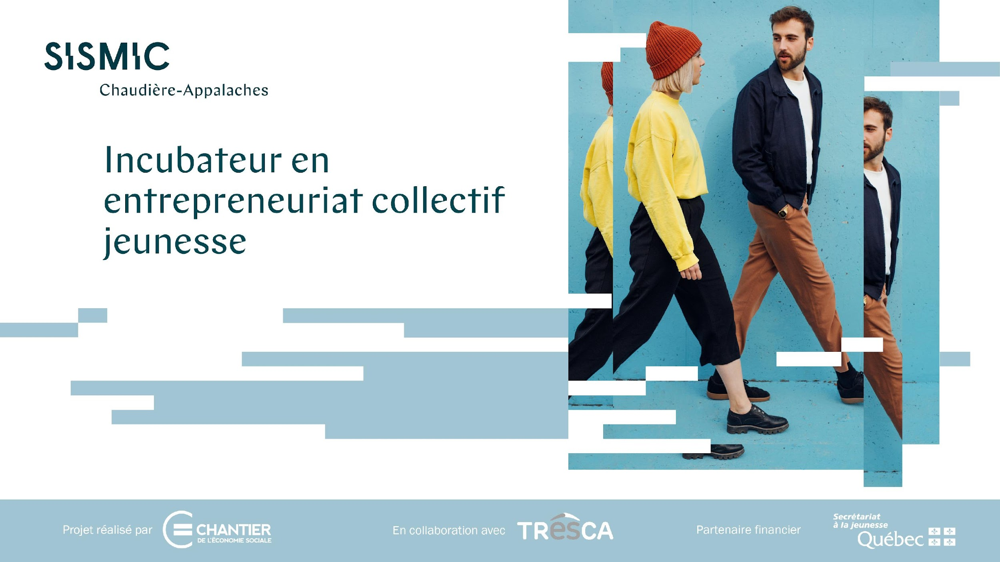 SISMIC
Chaudière-Appalaches
Incubateur en
entrepreneuriat collectif
jeunesse
Projet réalisé par
CHANTIER
DE L'ÉCONOMIE SOCIALE
En collaboration avec
TRÉSCA
Partenaire financier
Secrétariat
à la jeunesse
Québec